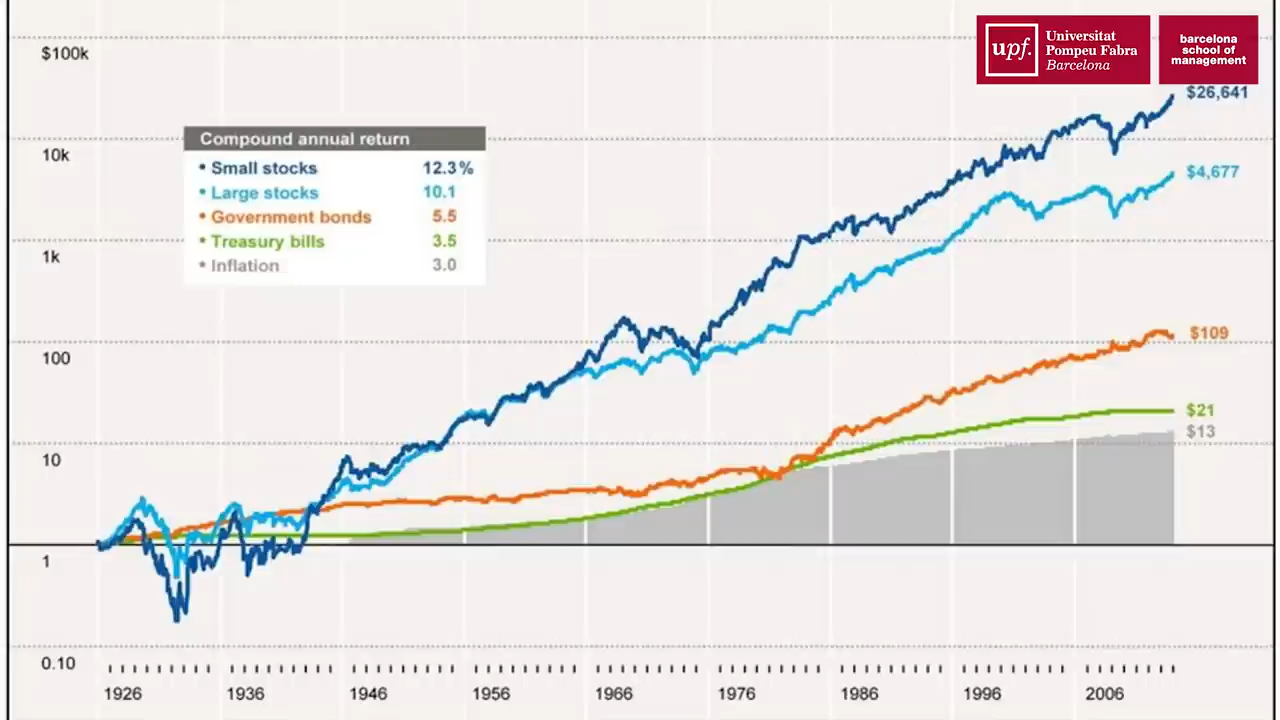 upf.
Universitat
Pompeu Fabra
Barcelona
barcelona
school of
management
$100k
10k
1k
100
10
1
0.10
Compound annual return
• Small stocks 12.3%
• Large stocks 10.1
• Government bonds 5.5
• Treasury bills 3.5
• Inflation 3.0
$26,641
$4,677
$109
$21
$13
1926 1936 1946 1956 1966 1976 1986 1996 2006